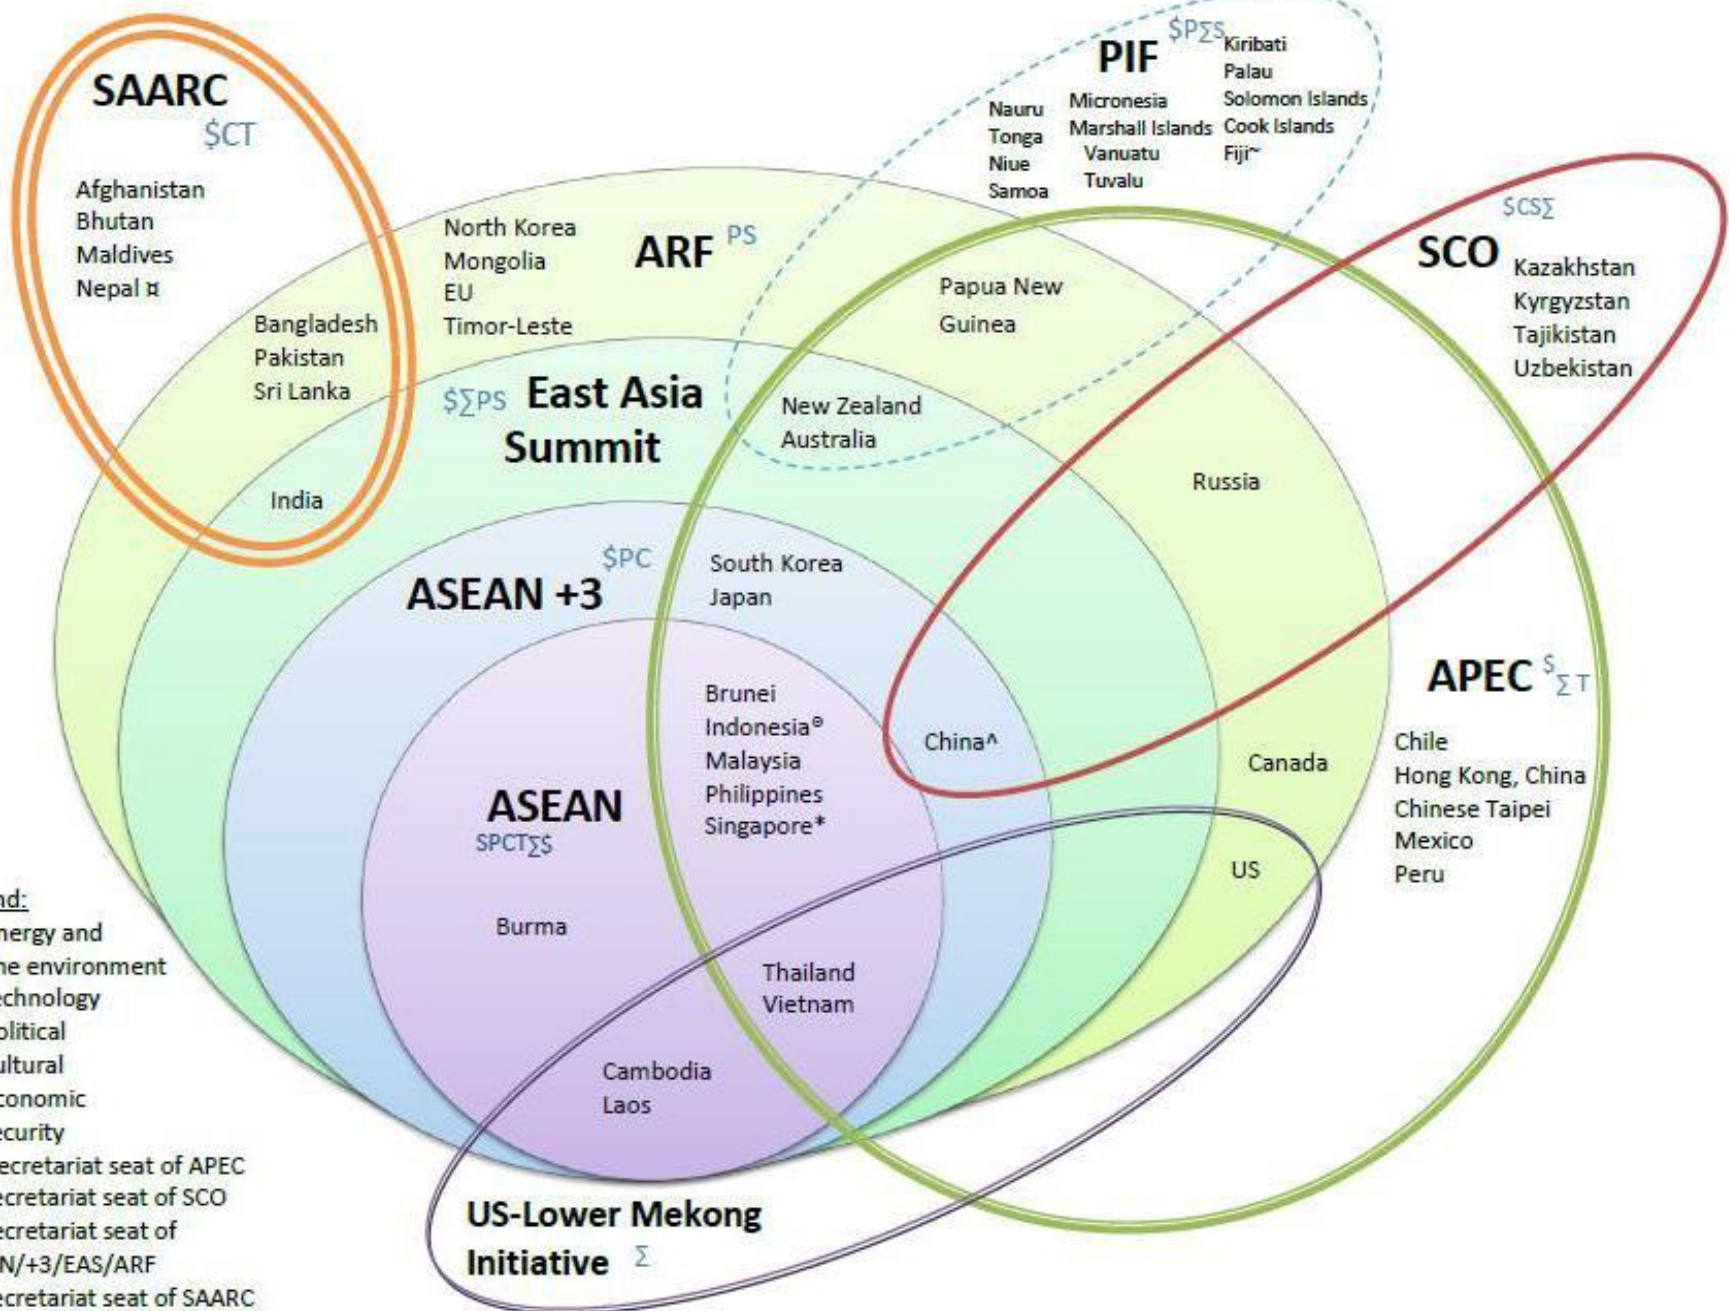 SAARC
$CT
Afghanistan
Bhutan
Maldives
Nepal ¤
Bangladesh
Pakistan
Sri Lanka
India
North Korea
Mongolia
EU
Timor-Leste
ARF PS
PIF $P∑S
Nauru
Tonga
Niue
Samoa
Micronesia
Marshall Islands
Vanuatu
Tuvalu
Kiribati
Palau
Solomon Islands
Cook Islands
Fiji~
Papua New
Guinea
$CS∑
SCO
Kazakhstan
Kyrgyzstan
Tajikistan
Uzbekistan
$∑PS East Asia
Summit
New Zealand
Australia
Russia
$PC
ASEAN +3
South Korea
Japan
Brunei
Indonesia⁰
Malaysia
Philippines
Singapore*
China^
Canada
APEC $∑ T
Chile
Hong Kong, China
Chinese Taipei
Mexico
Peru
ASEAN
SPCT∑$
Burma
US
Thailand
Vietnam
Cambodia
Laos
US-Lower Mekong
Initiative ∑
nd:
nergy and
he environment
echnology
olitical
ultural
conomic
ecurity
ecretariat seat of APEC
ecretariat seat of SCO
ecretariat seat of
N/+3/EAS/ARF
ecretariat seat of SAARC